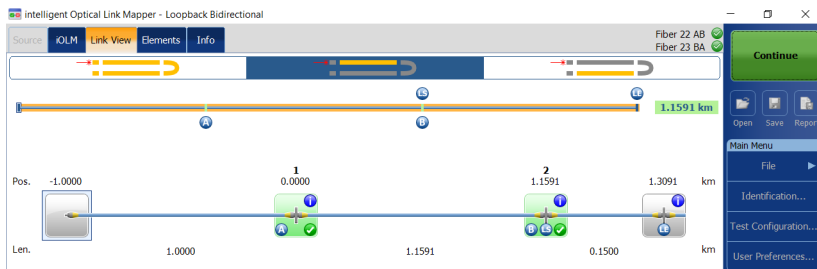 intelligent Optical Link Mapper - Loopback Bidirectional
Source iOLM Link View Elements Info
Fiber 22 AB
Fiber 23 BA
Continue
LS LE
1.1591 km
A B
Open Save Repor
Main Menu
File
1 2
Pos. -1.0000 0.0000 1.1591 1.3091 km
Identification...
i i i
A B LS LE
Test Configuration...
Len. 1.0000 1.1591 0.1500 km
User Preferences...